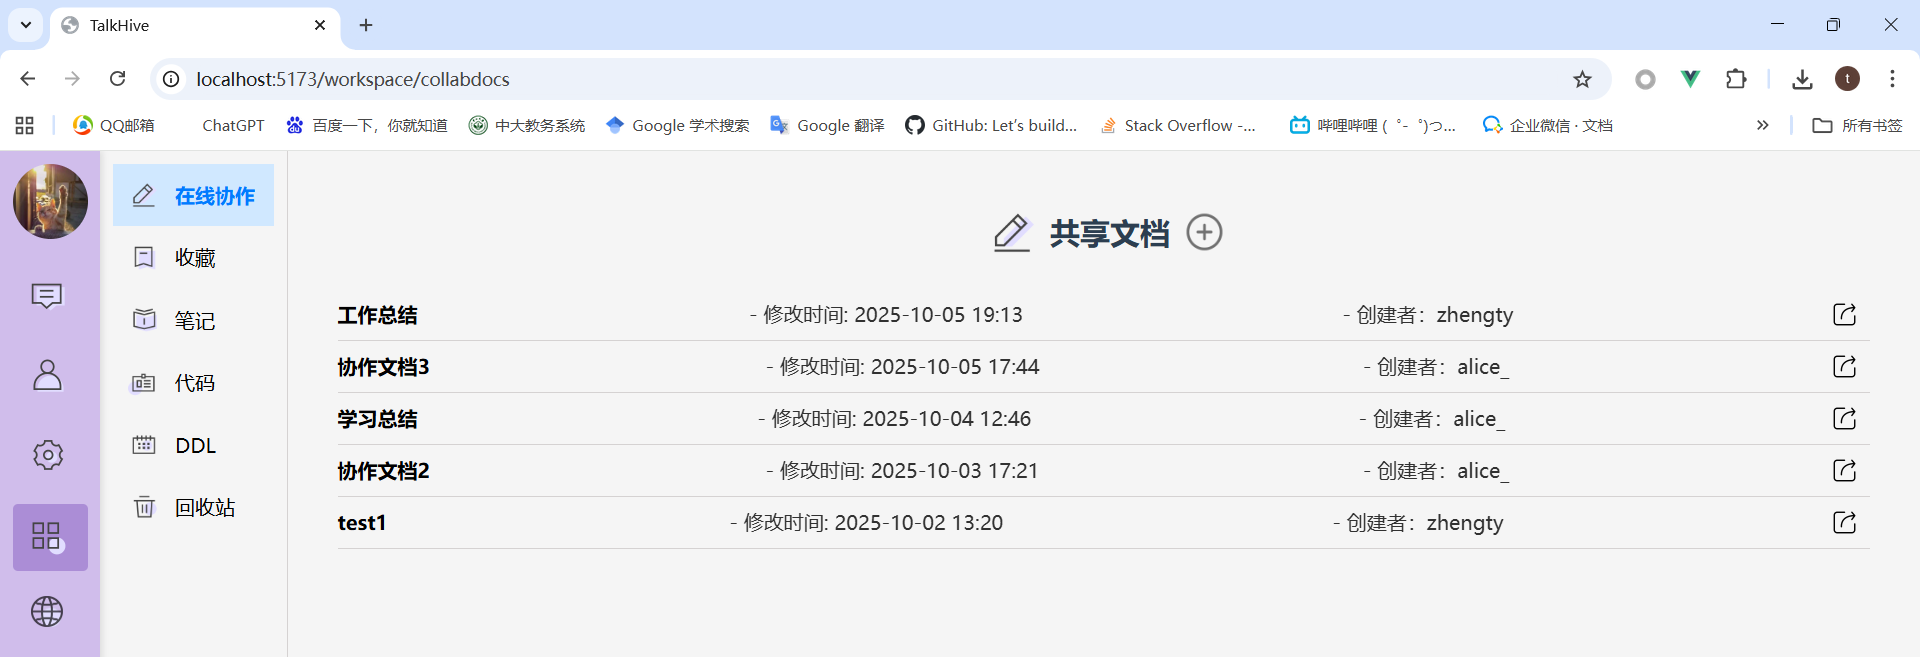 TalkHive
localhost:5173/workspace/collabdocs
t
QQ邮箱 ChatGPT 百度一下，你就知道 中大教务系统 Google 学术搜索 Google 翻译 GitHub: Let's build... Stack Overflow -... 哔哩哔哩 (゜-゜)つ... 企业微信 · 文档 » 所有书签
在线协作
收藏
笔记
代码
DDL
回收站
共享文档
工作总结 - 修改时间: 2025-10-05 19:13 - 创建者：zhengty
协作文档3 - 修改时间: 2025-10-05 17:44 - 创建者：alice_
学习总结 - 修改时间: 2025-10-04 12:46 - 创建者：alice_
协作文档2 - 修改时间: 2025-10-03 17:21 - 创建者：alice_
test1 - 修改时间: 2025-10-02 13:20 - 创建者：zhengty